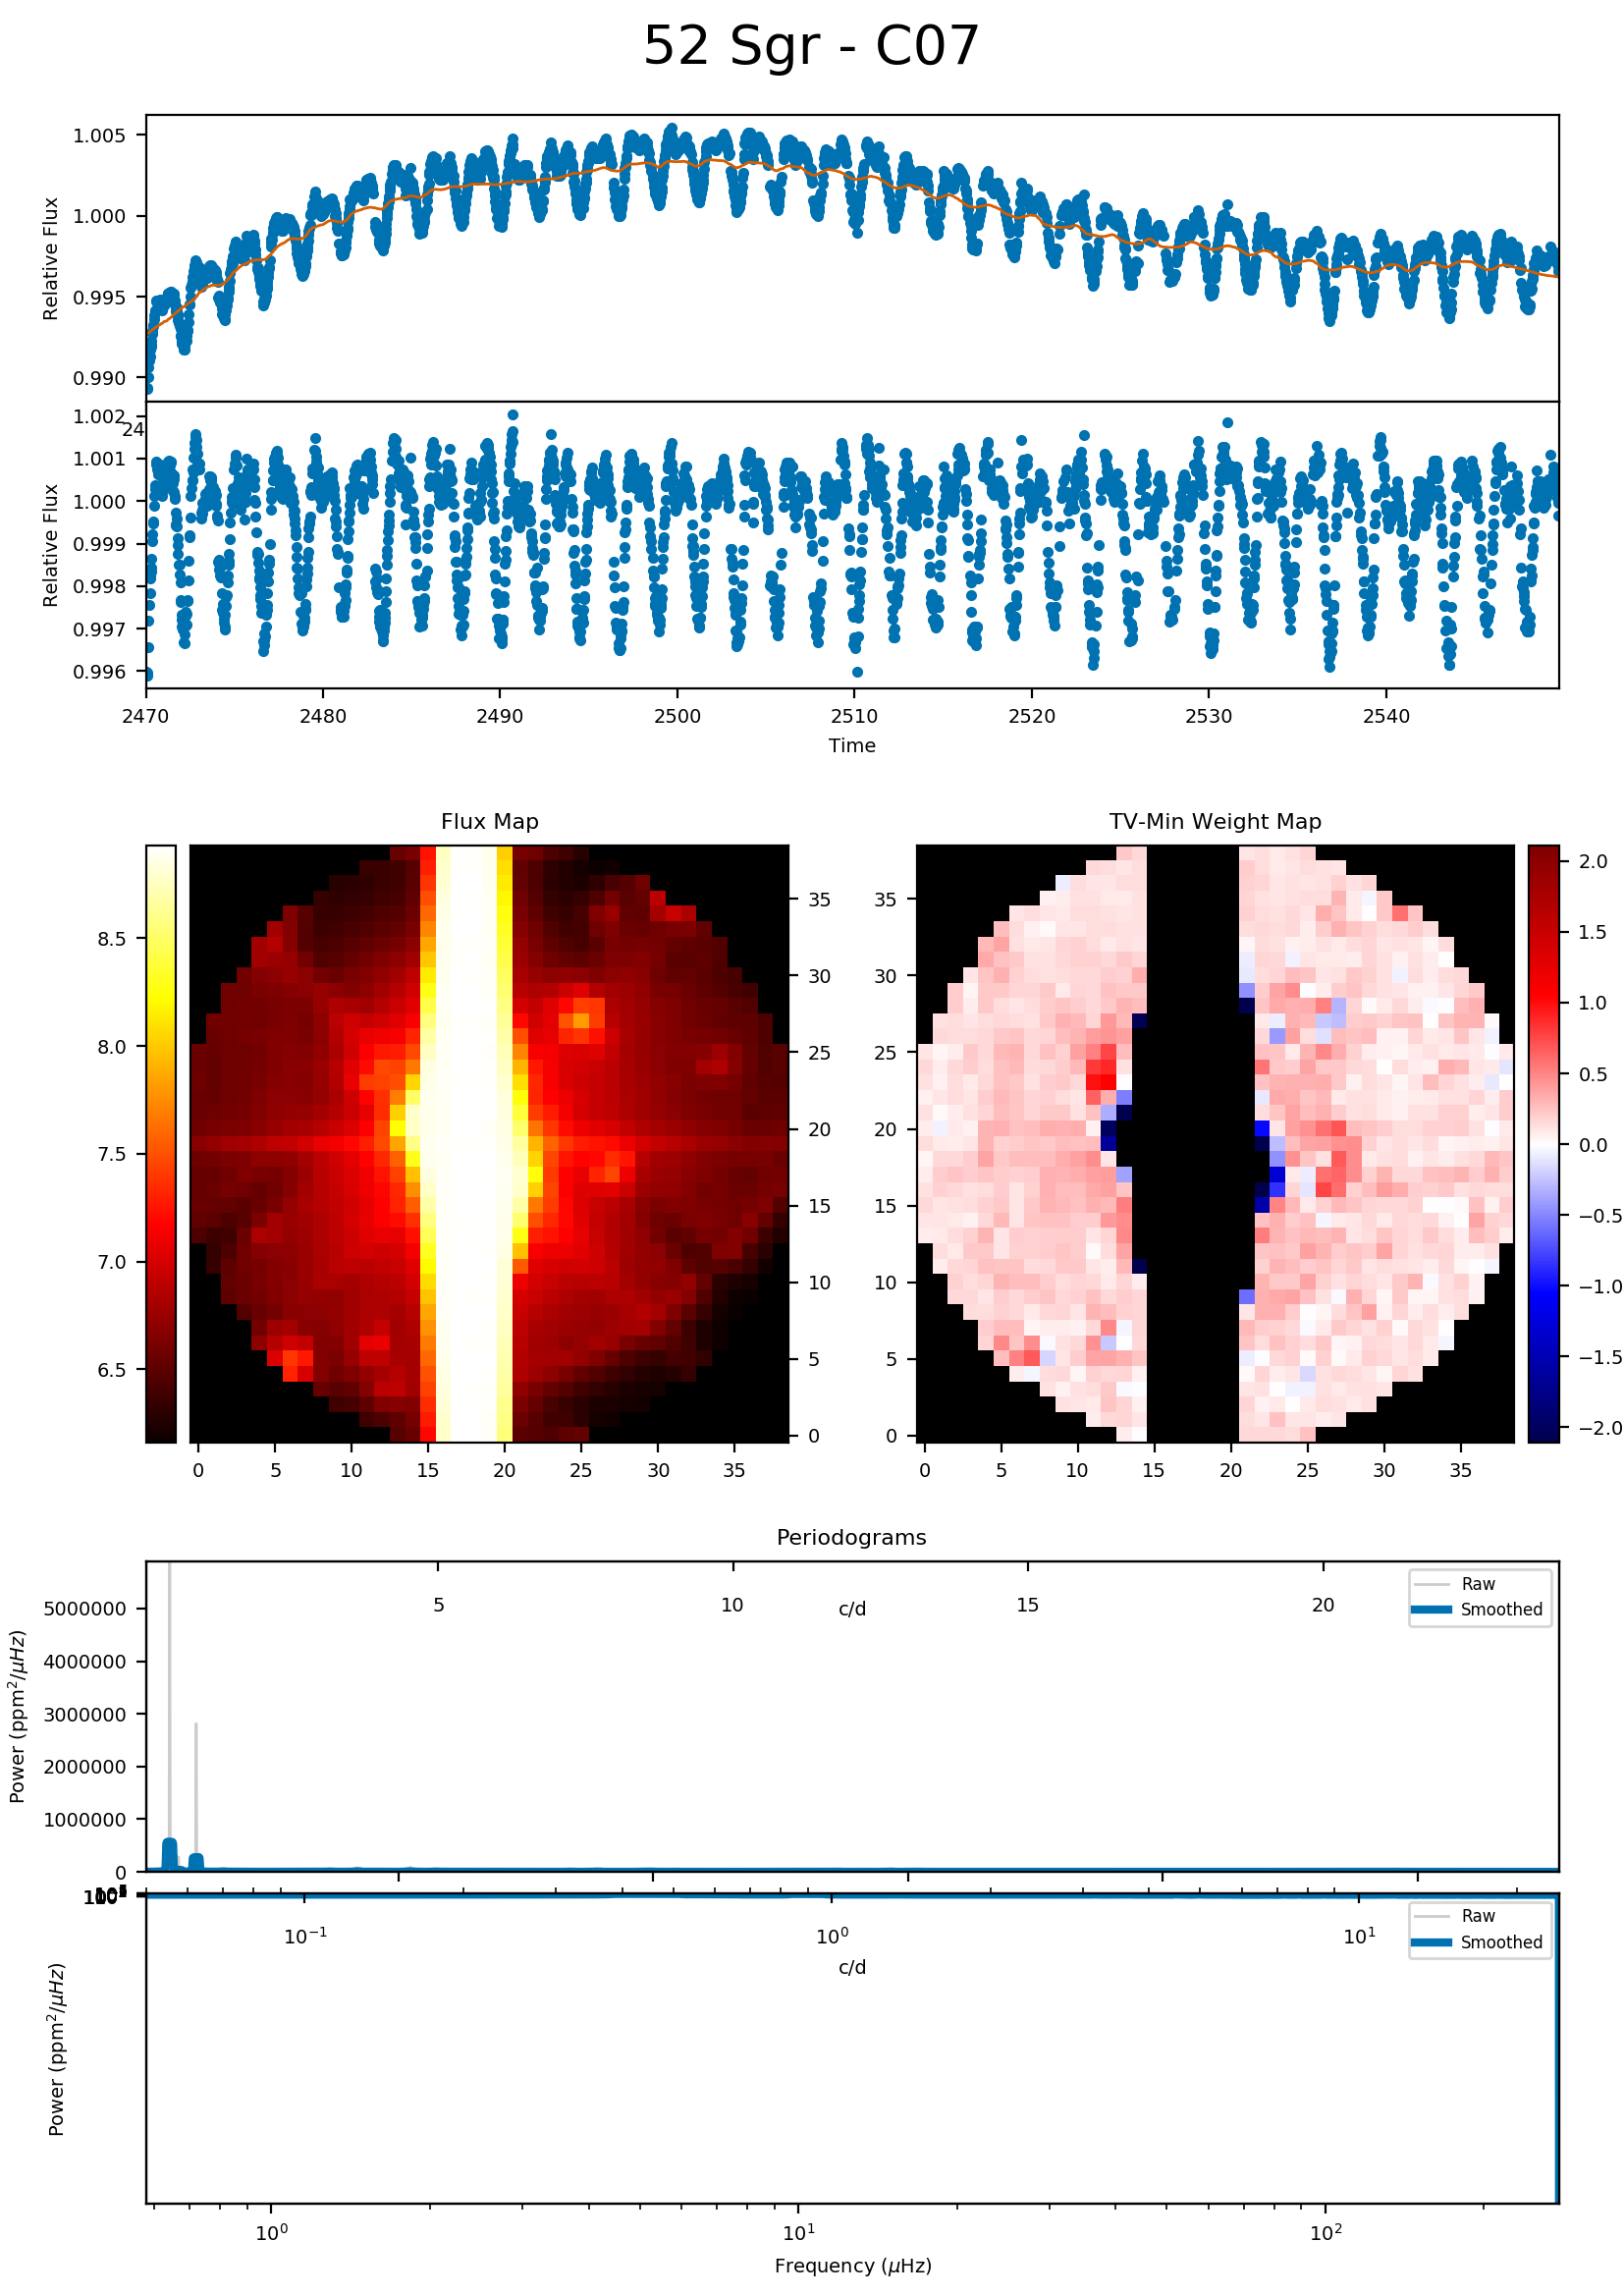 52 Sgr - C07
1.005
1.000
0.995
0.990
Relative Flux
24
1.002
1.001
1.000
0.999
0.998
0.997
0.996
Relative Flux
2470 2480 2490 2500 2510 2520 2530 2540
Time
Flux Map
TV-Min Weight Map
8.5
8.0
7.5
7.0
6.5
35
30
25
20
15
10
5
0
0 5 10 15 20 25 30 35
35
30
25
20
15
10
5
0
0 5 10 15 20 25 30 35
2.0
1.5
1.0
0.5
0.0
−0.5
−1.0
−1.5
−2.0
Periodograms
5 10 15 20
c/d
Raw
Smoothed
5000000
4000000
3000000
2000000
1000000
0
Power (ppm²/μHz)
10⁻¹ 10⁰ 10¹
c/d
Raw
Smoothed
Power (ppm²/μHz)
10⁰ 10¹ 10²
Frequency (μHz)